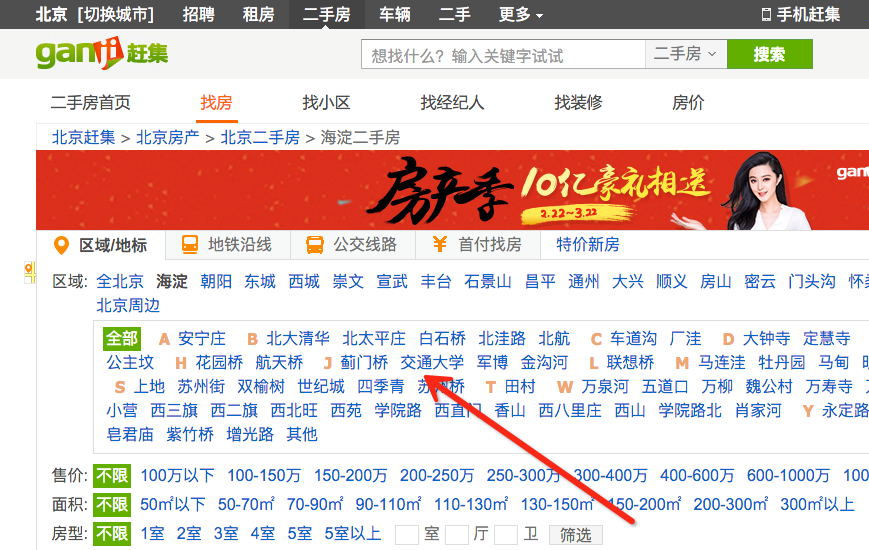 北京 [切换城市] 招聘 租房 二手房 车辆 二手 更多 手机赶集
ganji 赶集 想找什么？输入关键字试试 二手房 搜索
二手房首页 找房 找小区 找经纪人 找装修 房价
北京赶集 > 北京房产 > 北京二手房 > 海淀二手房
房产季 10亿豪礼相送
2.22~3.22
区域/地标 地铁沿线 公交线路 首付找房 特价新房
区域: 全北京 海淀 朝阳 东城 西城 崇文 宣武 丰台 石景山 昌平 通州 大兴 顺义 房山 密云 门头沟
北京周边
全部 A 安宁庄 B 北大清华 北太平庄 白石桥 北洼路 北航 C 车道沟 厂洼 D 大钟寺 定慧寺
公主坟 H 花园桥 航天桥 J 蓟门桥 交通大学 军博 金沟河 L 联想桥 M 马连洼 牡丹园 马甸
S 上地 苏州街 双榆树 世纪城 四季青 苏州桥 T 田村 W 万泉河 五道口 万柳 魏公村 万寿寺
小营 西三旗 西二旗 西北旺 西苑 学院路 西直门 香山 西八里庄 西山 学院路北 肖家河 Y 永定路
皂君庙 紫竹桥 增光路 其他
售价: 不限 100万以下 100-150万 150-200万 200-250万 250-300万 300-400万 400-600万 600-1000万 100
面积: 不限 50㎡以下 50-70㎡ 70-90㎡ 90-110㎡ 110-130㎡ 130-150㎡ 150-200㎡ 200-300㎡ 300㎡以上
房型: 不限 1室 2室 3室 4室 5室 5室以上 室 厅 卫 筛选